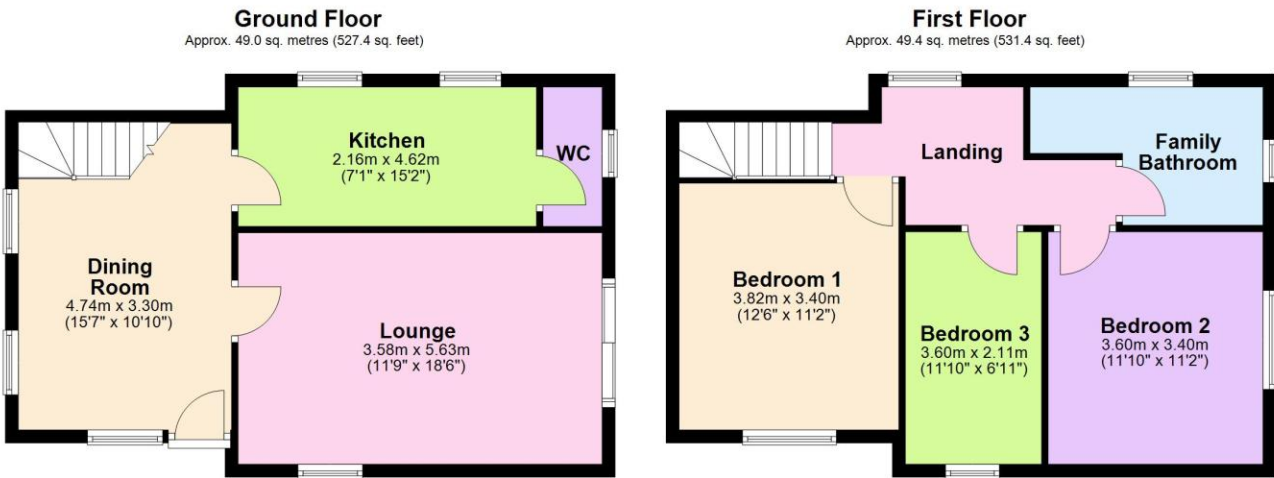 Ground Floor
Approx. 49.0 sq. metres (527.4 sq. feet)
Kitchen
2.16m x 4.62m
(7'1" x 15'2")
WC
Dining
Room
4.74m x 3.30m
(15'7" x 10'10")
Lounge
3.58m x 5.63m
(11'9" x 18'6")
First Floor
Approx. 49.4 sq. metres (531.4 sq. feet)
Landing
Family
Bathroom
Bedroom 1
3.82m x 3.40m
(12'6" x 11'2")
Bedroom 3
3.60m x 2.11m
(11'10" x 6'11")
Bedroom 2
3.60m x 3.40m
(11'10" x 11'2")